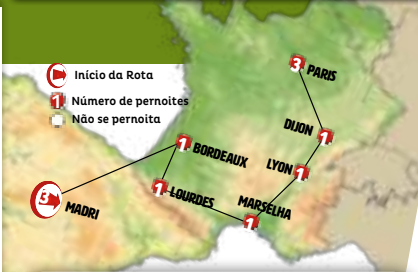 Início da Rota
1 Número de pernoites
Não se pernoita
3 PARIS
1 DIJON
1 LYON
1 BORDEAUX
1 LOURDES
1 MARSELHA
3 MADRI